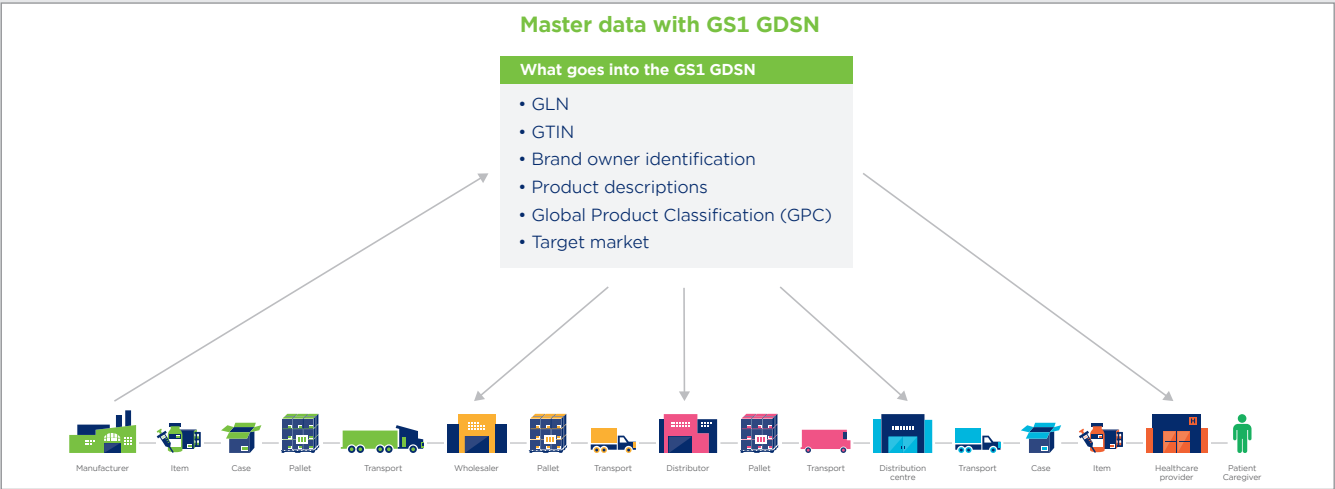 Master data with GS1 GDSN
What goes into the GS1 GDSN
• GLN
• GTIN
• Brand owner identification
• Product descriptions
• Global Product Classification (GPC)
• Target market
H
Manufacturer
Item
Case
Pallet
Transport
Wholesaler
Pallet
Transport
Distributor
Pallet
Transport
Distribution
centre
Transport
Case
Item
Healthcare
provider
Patient
Caregiver